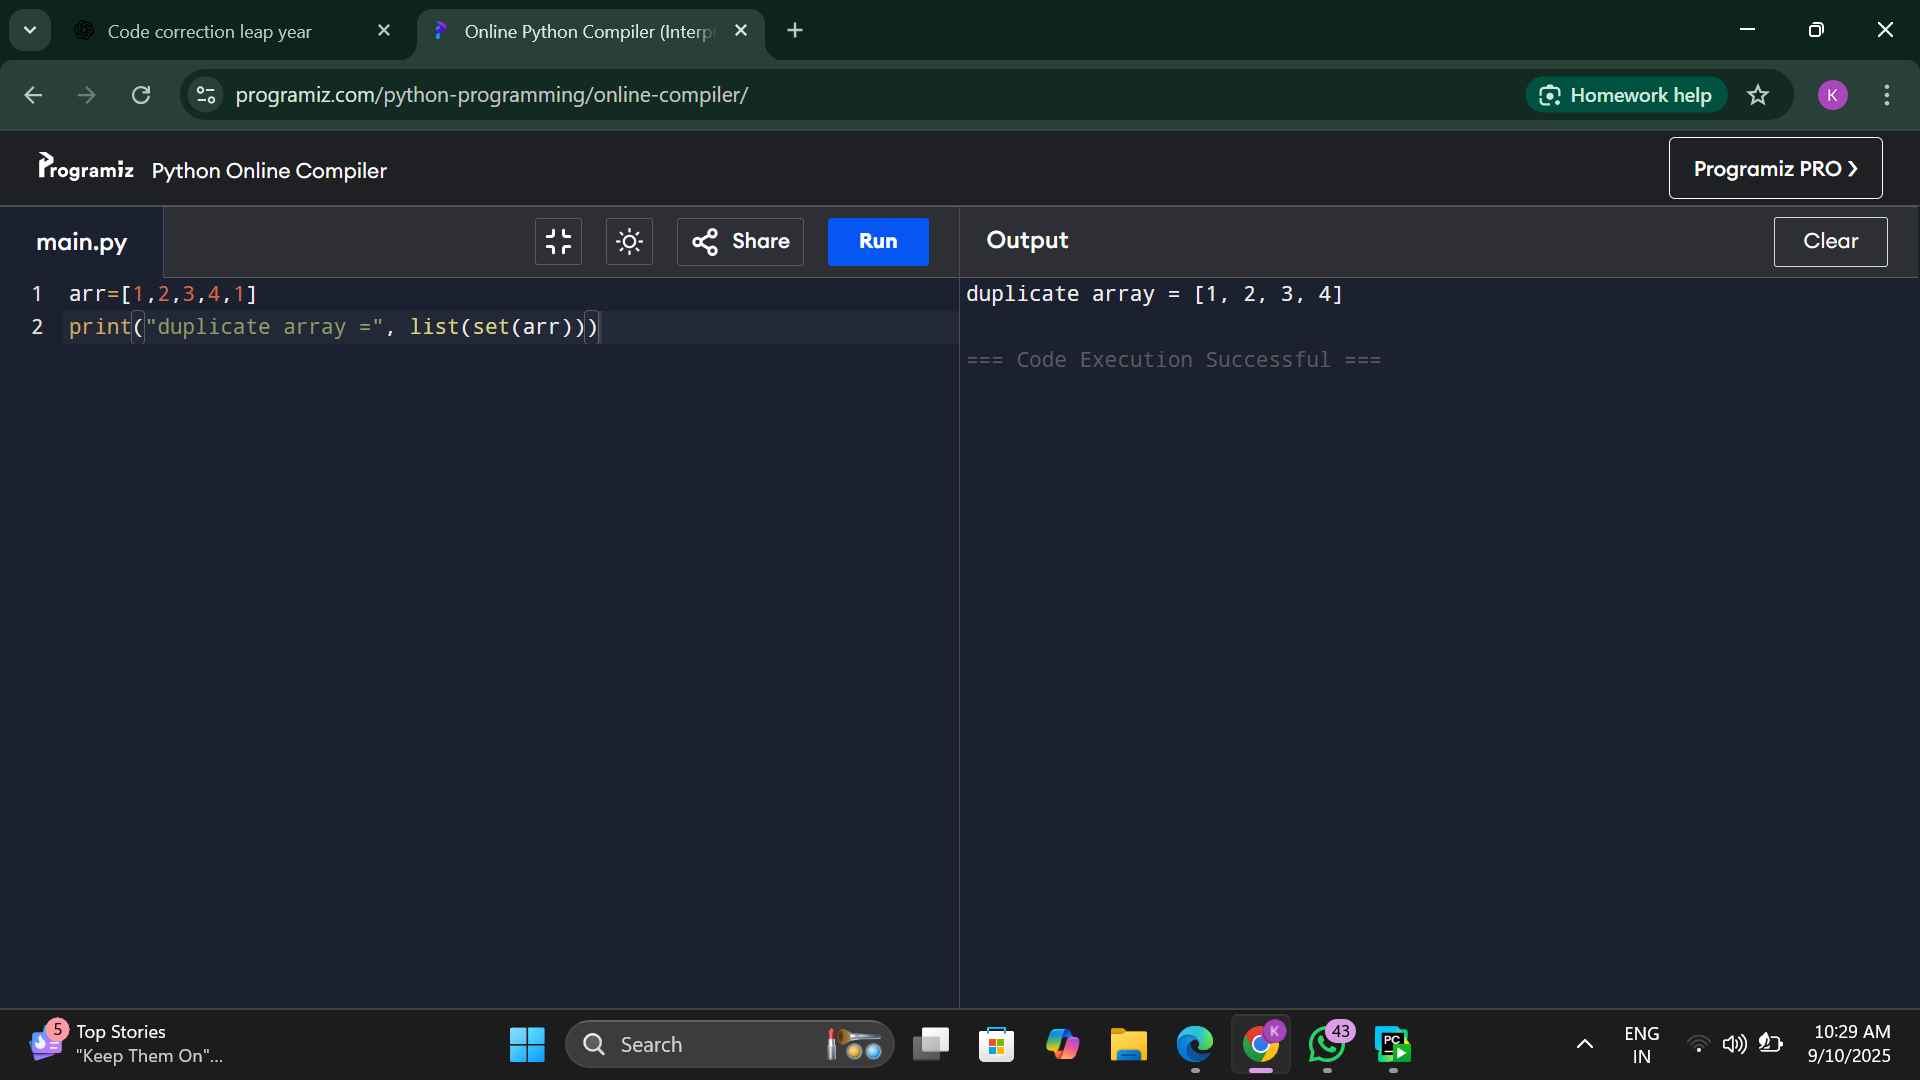 Code correction leap year
Online Python Compiler (Interp
programiz.com/python-programming/online-compiler/
Homework help
K
Programiz
Python Online Compiler
Programiz PRO ❯
main.py
Share
Run
Output
Clear
1 arr=[1,2,3,4,1]
2 print("duplicate array =", list(set(arr)))
duplicate array = [1, 2, 3, 4]
=== Code Execution Successful ===
5
Top Stories
"Keep Them On"...
Search
K
43
PC
ENG
IN
10:29 AM
9/10/2025